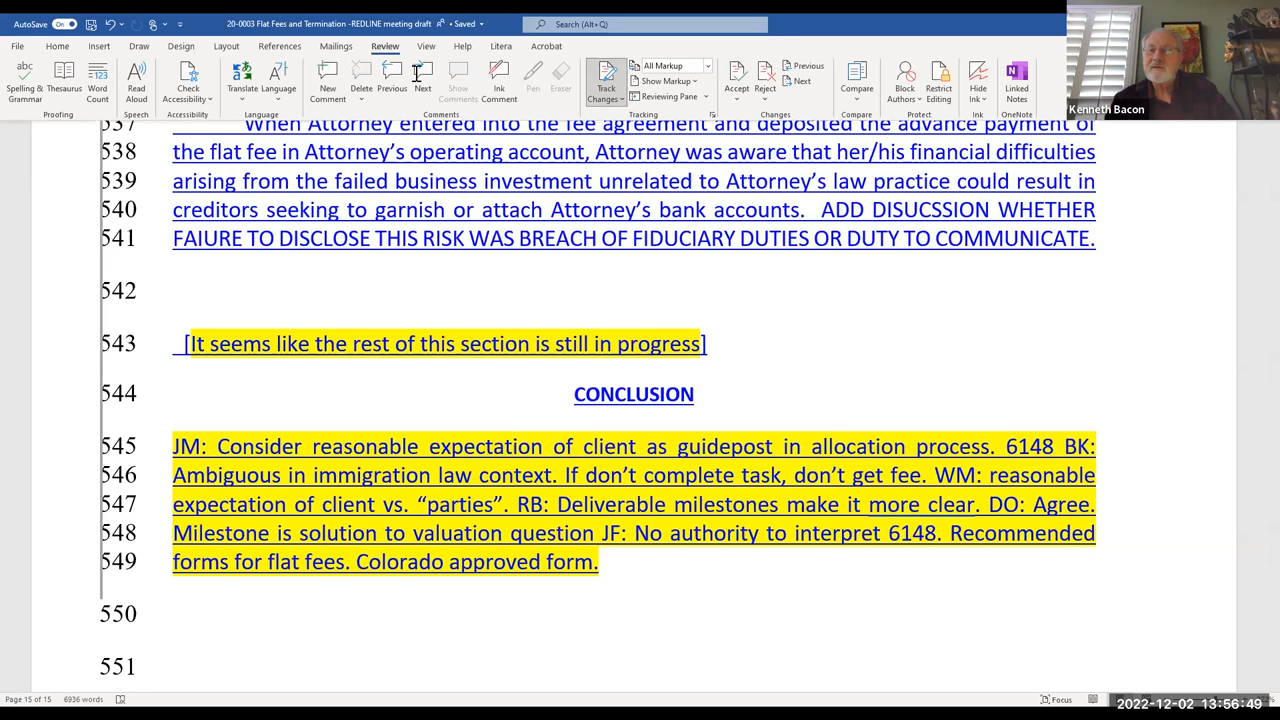 AutoSave On 20-0003 Flat Fees and Termination -REDLINE meeting draft • Saved Search (Alt+Q)
File Home Insert Draw Design Layout References Mailings Review View Help Litera Acrobat
Spelling & Grammar Thesaurus Word Count Read Aloud Check Accessibility Translate Language New Comment Delete Previous Next Show Comments Ink Comment Pen Eraser Track Changes All Markup Show Markup Reviewing Pane Accept Reject Previous Next Compare Block Authors Restrict Editing Hide Ink Linked Notes
Proofing Speech Accessibility Language Comments Tracking Changes Compare Protect Ink OneNote
Kenneth Bacon
537 When Attorney entered into the fee agreement and deposited the advance payment of
538 the flat fee in Attorney’s operating account, Attorney was aware that her/his financial difficulties
539 arising from the failed business investment unrelated to Attorney’s law practice could result in
540 creditors seeking to garnish or attach Attorney’s bank accounts. ADD DISUCSSION WHETHER
541 FAIURE TO DISCLOSE THIS RISK WAS BREACH OF FIDUCIARY DUTIES OR DUTY TO COMMUNICATE.
542
543 [It seems like the rest of this section is still in progress]
544 CONCLUSION
545 JM: Consider reasonable expectation of client as guidepost in allocation process. 6148 BK:
546 Ambiguous in immigration law context. If don’t complete task, don’t get fee. WM: reasonable
547 expectation of client vs. “parties”. RB: Deliverable milestones make it more clear. DO: Agree.
548 Milestone is solution to valuation question JF: No authority to interpret 6148. Recommended
549 forms for flat fees. Colorado approved form.
550
551
Page 15 of 15 6936 words Focus
2022-12-02 13:56:49